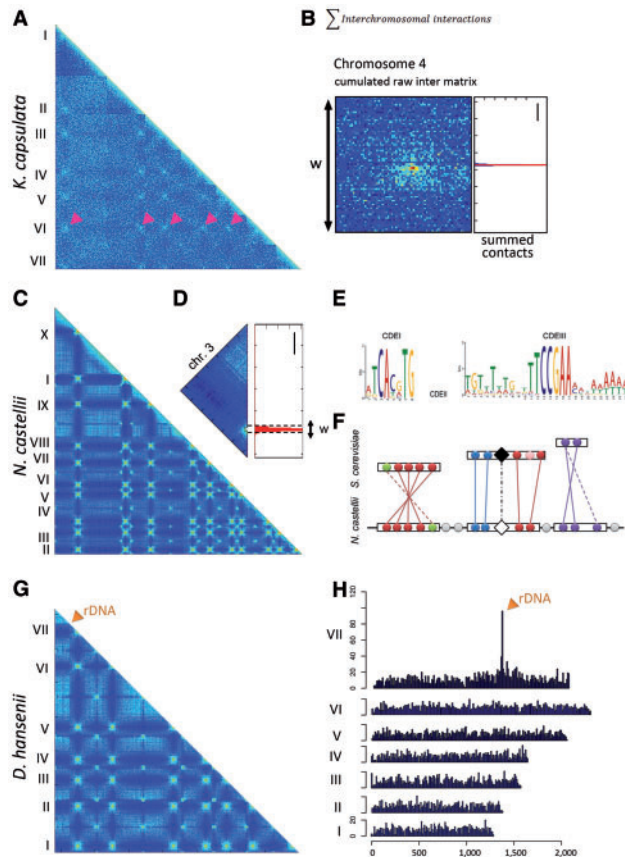 A
I
II
III
IV
V
VI
VII
K. capsulata
B
∑ Interchromosomal interactions
Chromosome 4
cumulated raw inter matrix
w
summed
contacts
C
X
I
IX
VIII
VII
VI
V
IV
III
II
N. castellii
D
chr. 3
w
E
CDEI
CDEII
CDEIII
F
S. cerevisiae
N. castellii
G
rDNA
VII
VI
V
IV
III
II
I
D. hansenii
H
rDNA
VII
0 20 40 60 80 120
VI
V
IV
III
II
I
0 20
0 500 1,000 1,500 2,000